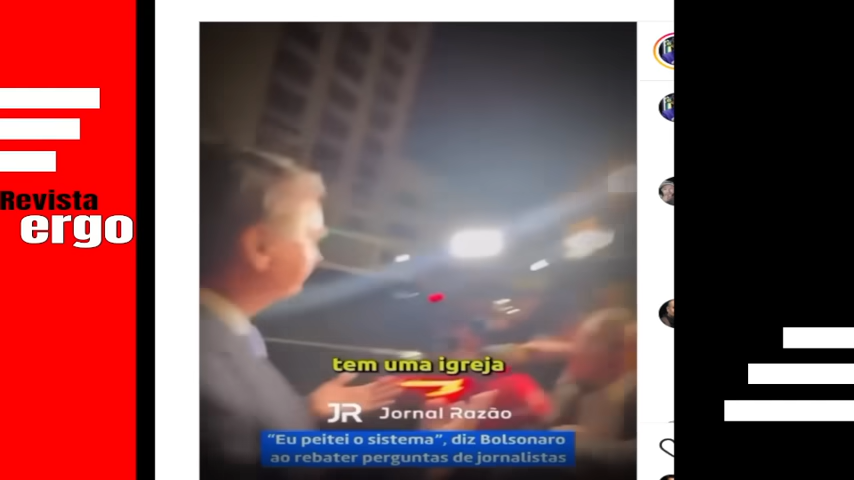 Revista
ergo
tem uma igreja
JR Jornal Razão
“Eu peitei o sistema”, diz Bolsonaro
ao rebater perguntas de jornalistas